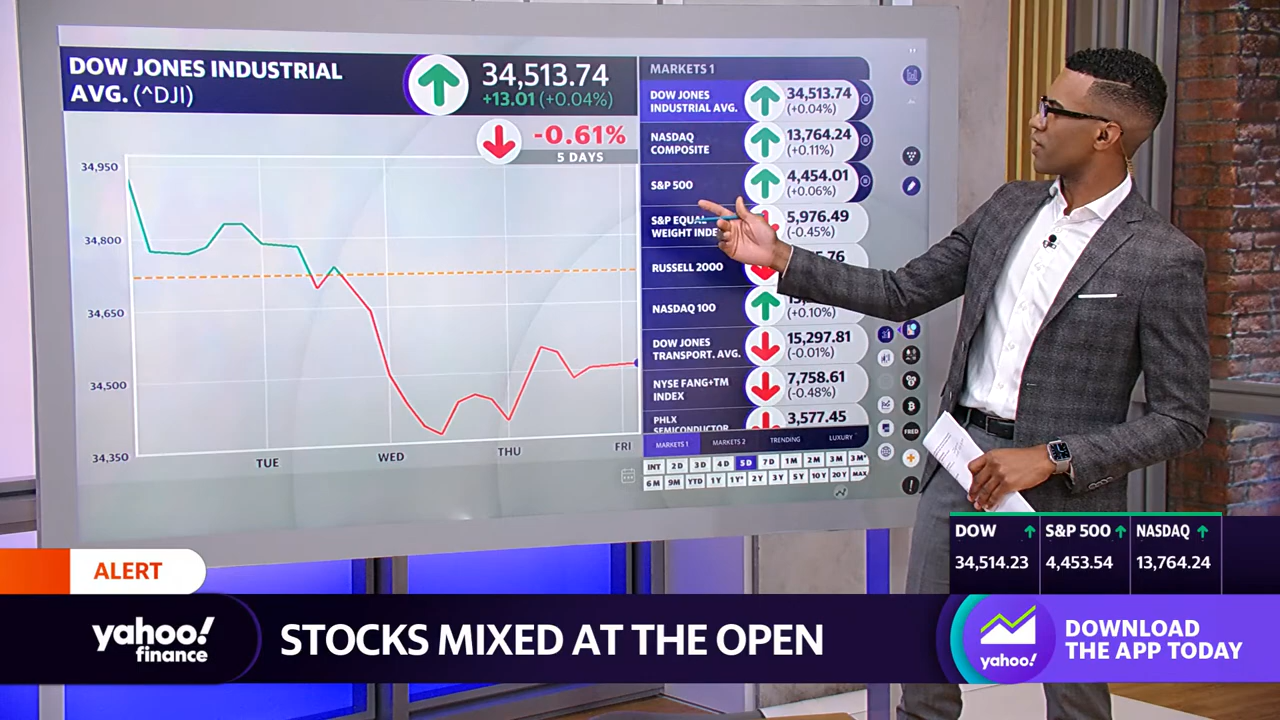 DOW JONES INDUSTRIAL
AVG. (^DJI)
34,513.74
+13.01 (+0.04%)
-0.61%
5 DAYS
34,950
34,800
34,650
34,500
34,350
TUE
WED
THU
FRI
MARKETS 1
DOW JONES
INDUSTRIAL AVG.
34,513.74
(+0.04%)
NASDAQ
COMPOSITE
13,764.24
(+0.11%)
S&P 500
4,454.01
(+0.06%)
S&P EQUAL
WEIGHT
5,976.49
(-0.45%)
RUSSELL 2000
NASDAQ 100
(+0.10%)
DOW JONES
TRANSPORT. AVG.
15,297.81
(-0.01%)
NYSE FANG+TM
INDEX
7,758.61
(-0.48%)
PHLX
SEMICONDUCTOR
3,577.45
MARKETS 1 MARKETS 2 TRENDING LUXURY
INT 2D 3D 4D 5D 7D 1M 2M 3M 3M*
6M 9M YTD 1Y 1Y* 2Y 3Y 5Y 10Y 20Y MAX
FRED
DOW
34,514.23
S&P 500
4,453.54
NASDAQ
13,764.24
ALERT
yahoo!
finance
STOCKS MIXED AT THE OPEN
yahoo!
DOWNLOAD
THE APP TODAY